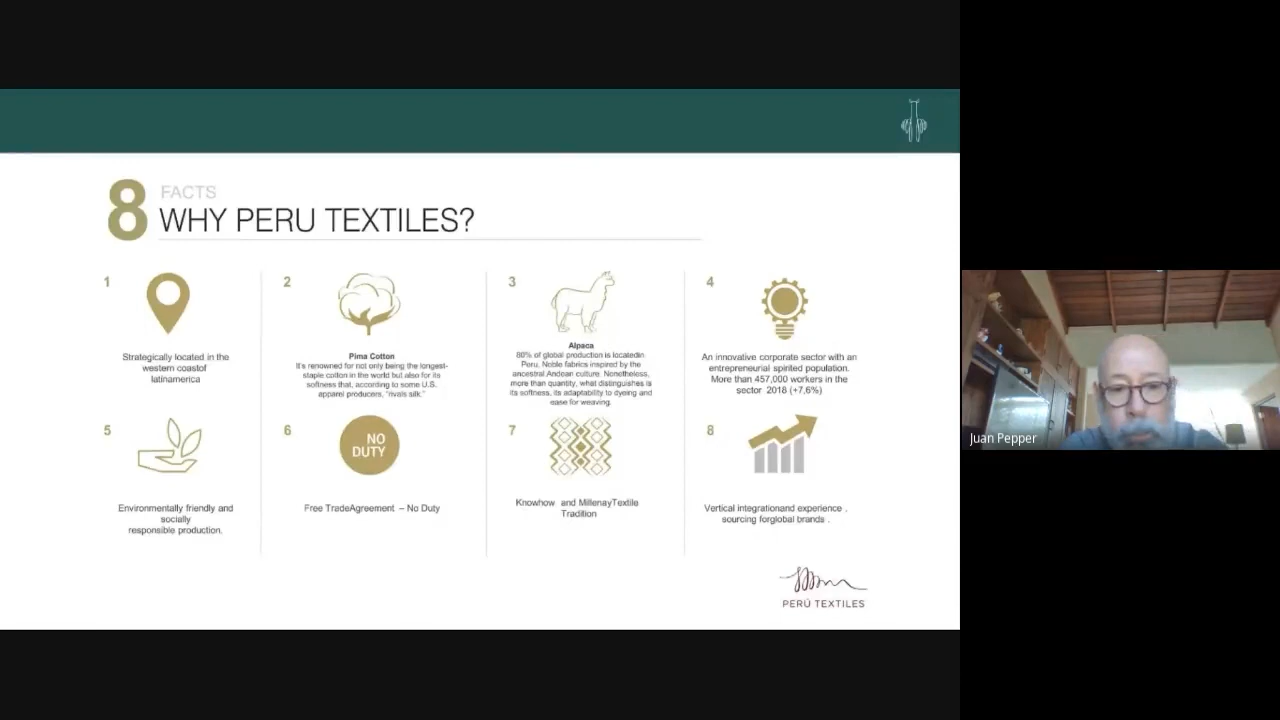 8 FACTS
WHY PERU TEXTILES?
1
Strategically located in the
western coastof
latinamerica
2
Pima Cotton
It's renowned for not only being the longest-
staple cotton in the world but also for its
softness that, according to some U.S.
apparel producers, "rivals silk."
3
Alpaca
80% of global production is locatedin
Peru, Noble fabrics inspired by the
ancestral Andean culture. Nonetheless,
more than quantity, what distinguishes is
its softness, its adaptability to dyeing and
ease for weaving.
4
An innovative corporate sector with an
entrepreneurial spirited population.
More than 457,000 workers in the
sector 2018 (+7,6%)
5
Environmentally friendly and
socially
responsible production.
6
NO
DUTY
Free TradeAgreement – No Duty
7
Knowhow and MillenayTextile
Tradition
8
Vertical integrationand experience .
sourcing forglobal brands .
PERÚ TEXTILES
Juan Pepper